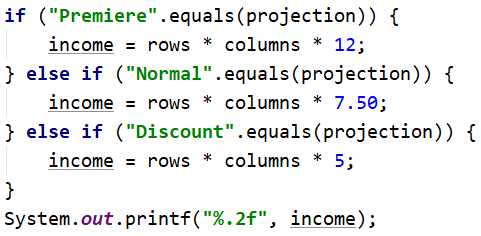 if ("Premiere".equals(projection)) {
    income = rows * columns * 12;
} else if ("Normal".equals(projection)) {
    income = rows * columns * 7.50;
} else if ("Discount".equals(projection)) {
    income = rows * columns * 5;
}
System.out.printf("%.2f", income);